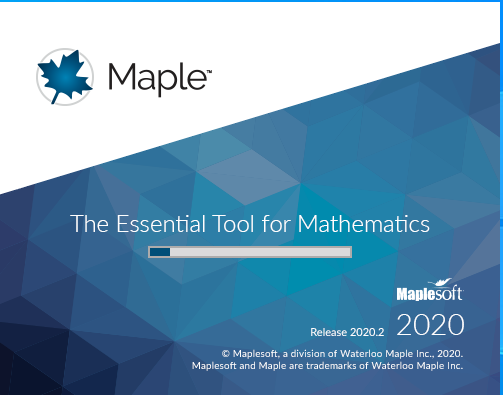 Maple™
The Essential Tool for Mathematics
Maplesoft
Release 2020.2 2020
© Maplesoft, a division of Waterloo Maple Inc., 2020.
Maplesoft and Maple are trademarks of Waterloo Maple Inc.